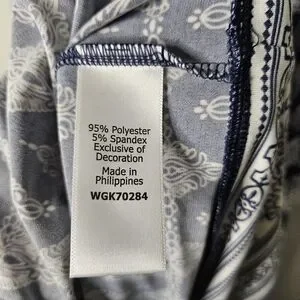 95% Polyester
5% Spandex
Exclusive of
Decoration
Made in
Philippines
WGK70284